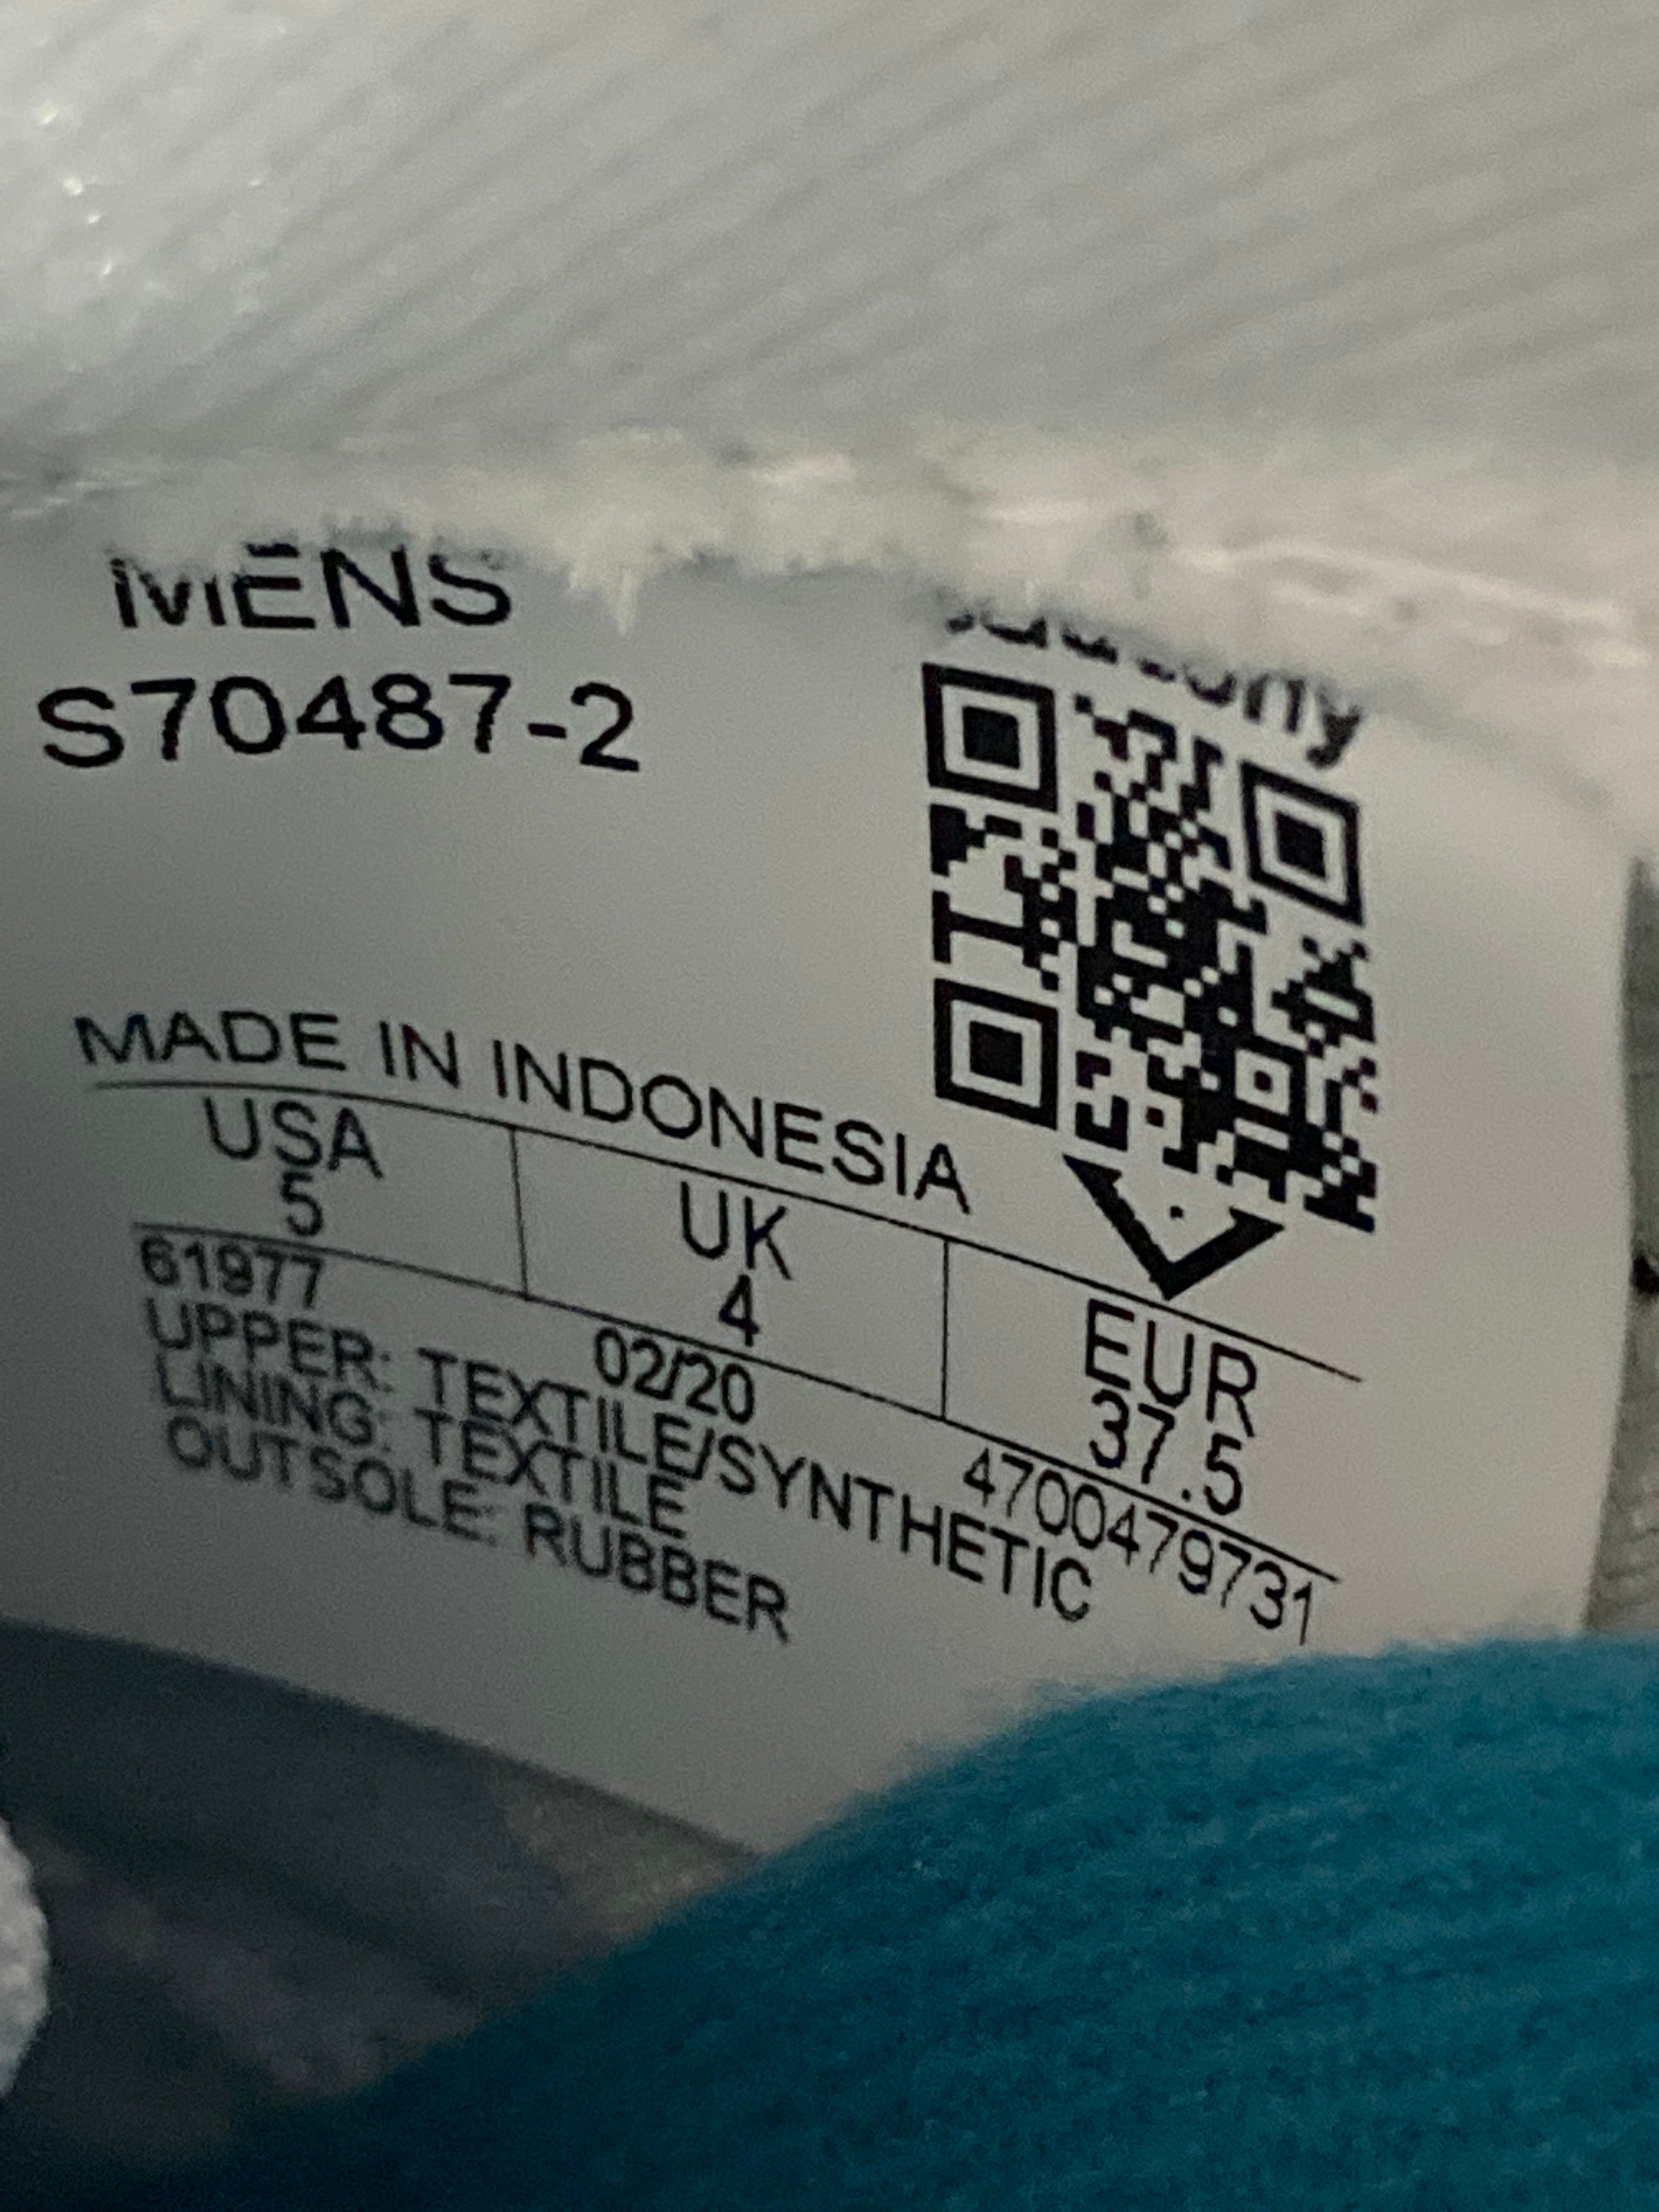 MENS
saucony
S70487-2
MADE IN INDONESIA
USA UK EUR
5 4 37.5
61977 02/20 4700479731
UPPER: TEXTILE/SYNTHETIC
LINING: TEXTILE
OUTSOLE: RUBBER